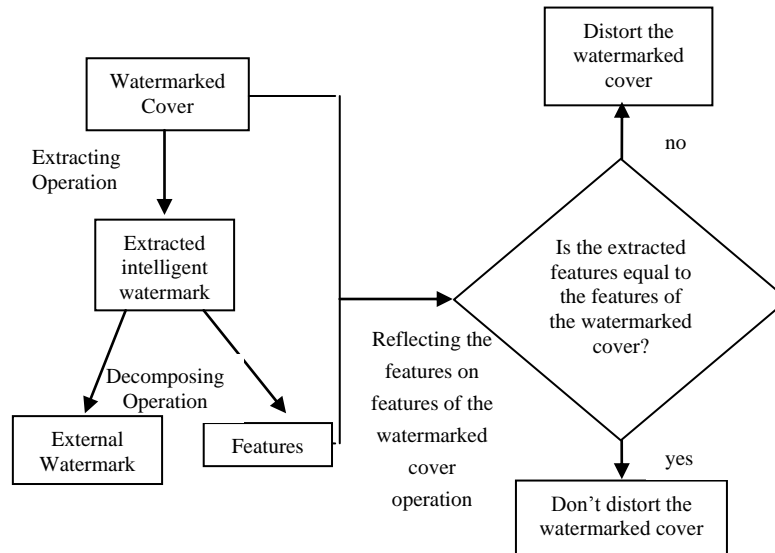 Watermarked
Cover
Extracting
Operation
Extracted
intelligent
watermark
Decomposing
Operation
External
Watermark
Features
Reflecting the
features on
features of the
watermarked
cover
operation
Distort the
watermarked
cover
no
Is the extracted
features equal to
the features of
the watermarked
cover?
yes
Don’t distort the
watermarked cover